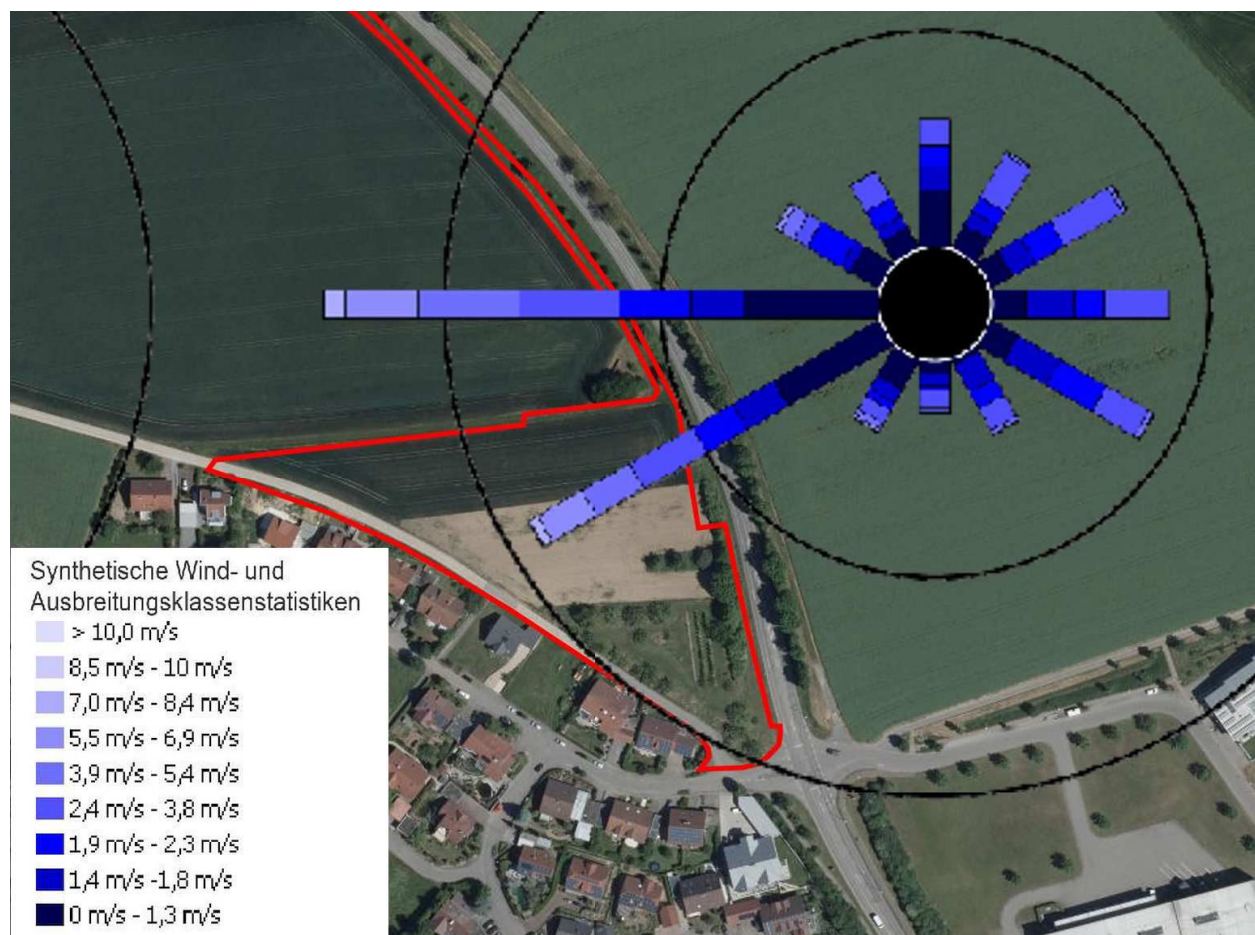 Synthetische Wind- und
Ausbreitungsklassenstatistiken
> 10,0 m/s
8,5 m/s - 10 m/s
7,0 m/s - 8,4 m/s
5,5 m/s - 6,9 m/s
3,9 m/s - 5,4 m/s
2,4 m/s - 3,8 m/s
1,9 m/s - 2,3 m/s
1,4 m/s -1,8 m/s
0 m/s - 1,3 m/s